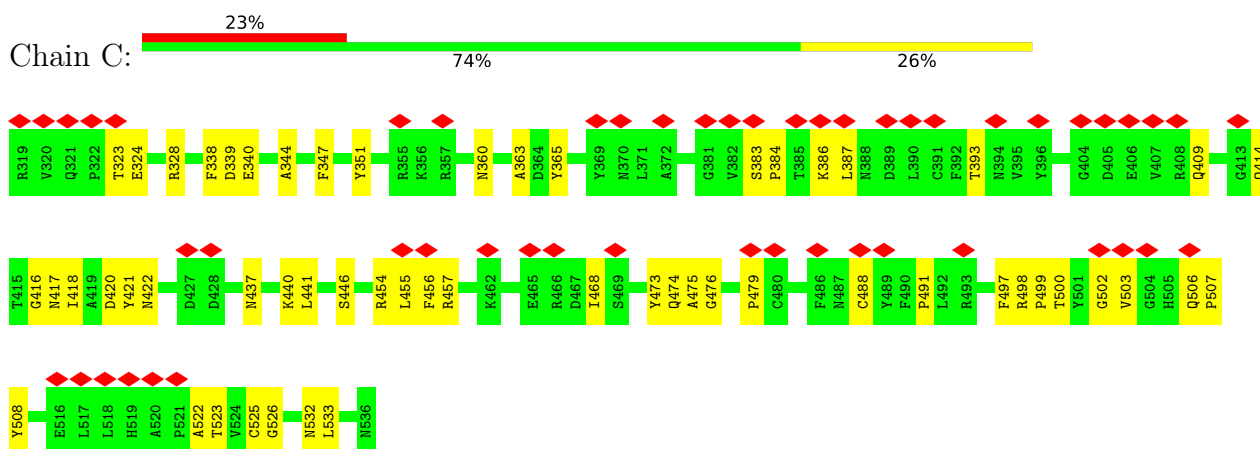 23%
Chain C:
74% 26%
R319 V320 Q321 P322 T323 E324 R328 F338 D339 E340 A344 F347 Y351 R355 K356 R357 N360 A363 D364 Y365 Y369 N370 L371 A372 G381 V382 S383 P384 T385 K386 L387 N388 D389 L390 C391 F392 T393 N394 V395 Y396 G404 D405 E406 V407 R408 Q409 G413
T415 G416 N417 I418 A419 D420 Y421 N422 D427 D428 N437 K440 L441 S446 R454 L455 F456 R457 K462 E465 R466 D467 I468 S469 Y473 Q474 A475 G476 P479 C480 F486 N487 C488 Y489 F490 P491 L492 R493 F497 R498 P499 T500 Y501 G502 V503 G504 H505 Q506 P507
Y508 E516 L517 L518 H519 A520 P521 A522 T523 V524 C525 G526 N532 L533 N536